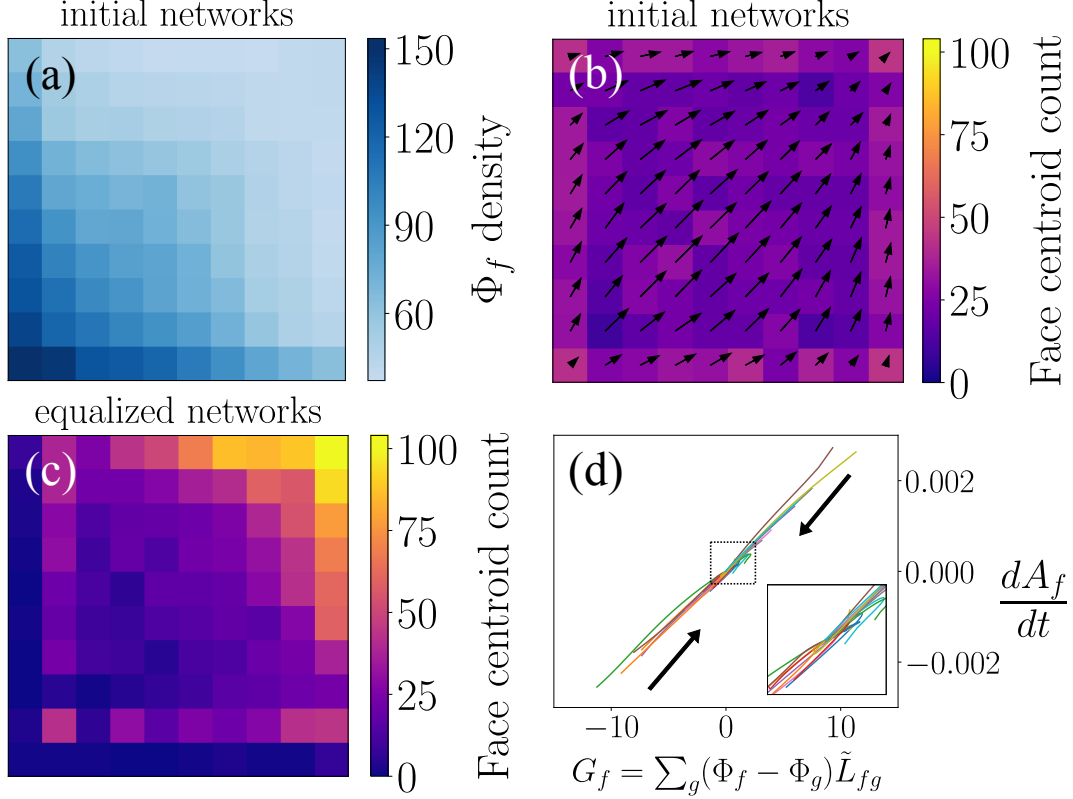 initial networks
(a)
150
120
90
60
Φ_f density
initial networks
(b)
100
75
50
25
0
Face centroid count
equalized networks
(c)
100
75
50
25
0
Face centroid count
(d)
0.002
0.000
−0.002
dA_f/dt
−10 0 10
G_f = ∑_g(Φ_f − Φ_g)L̃_fg